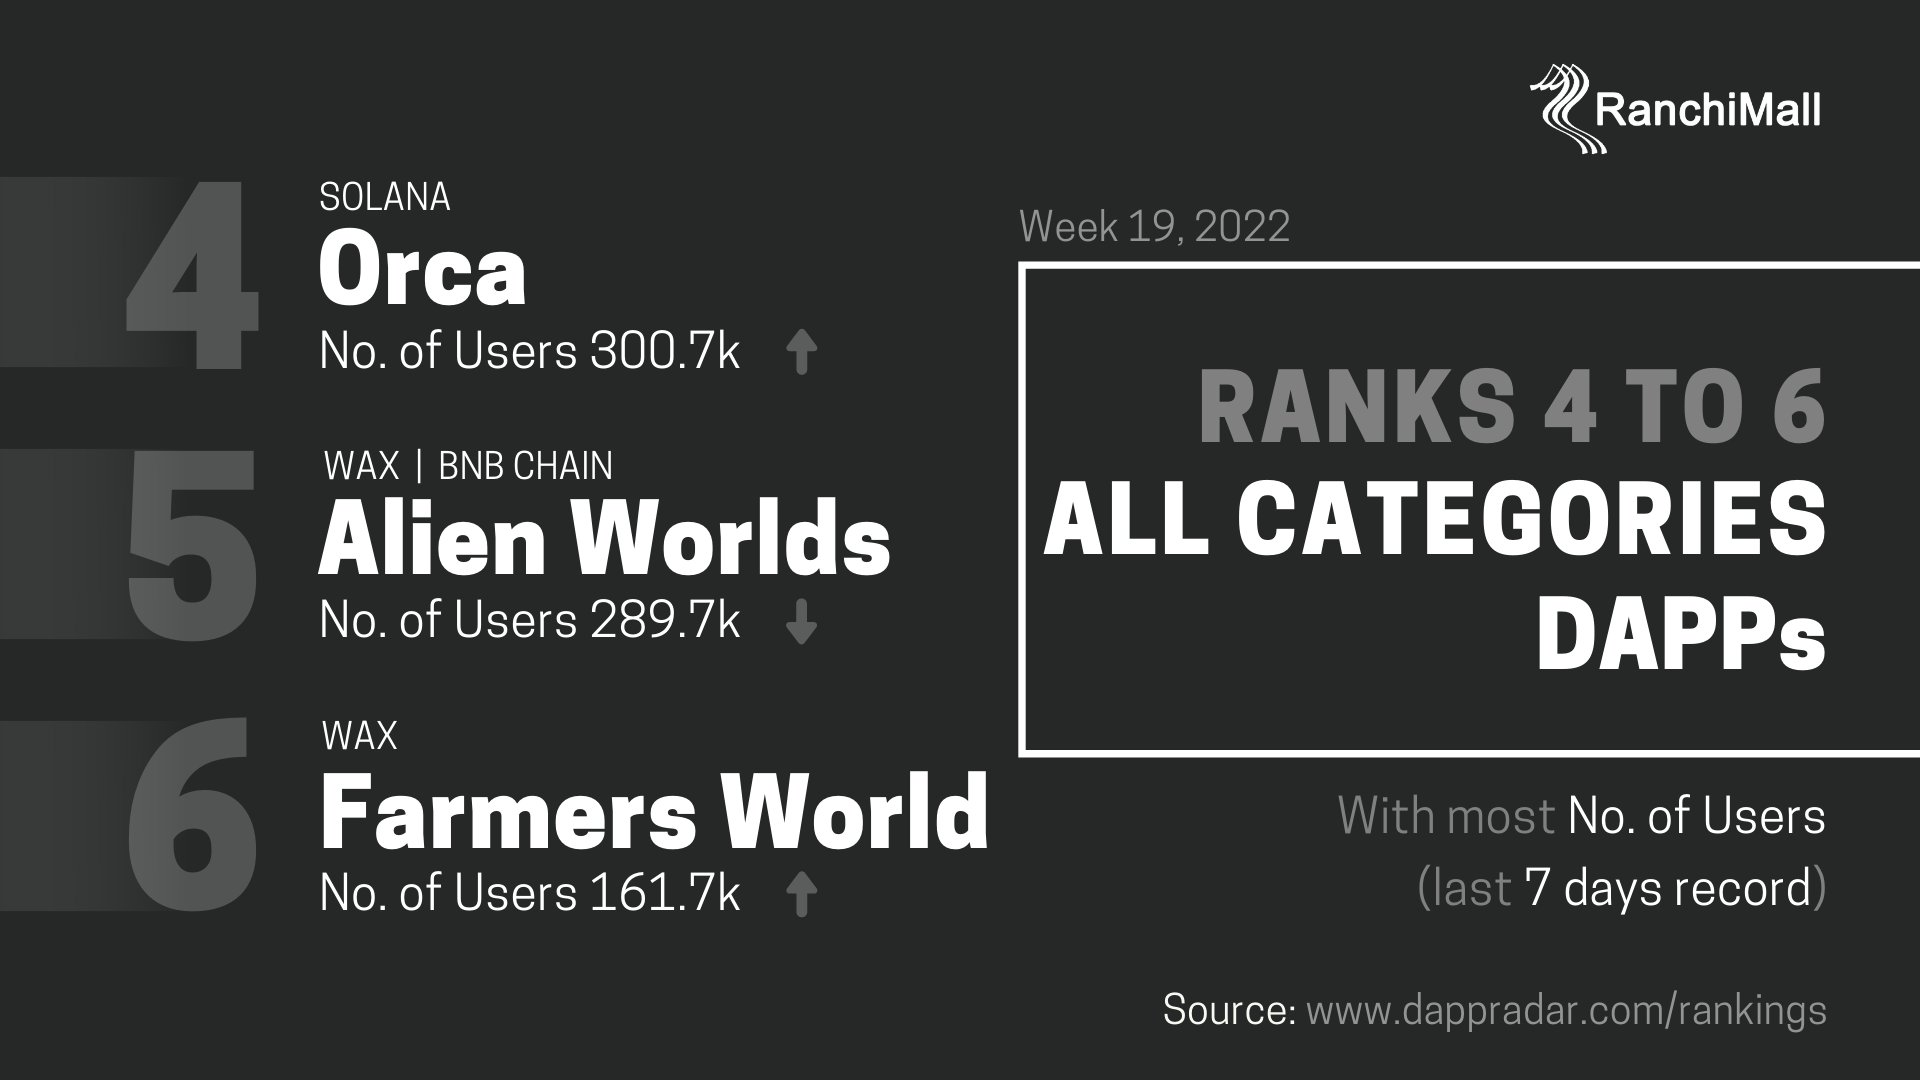 RanchiMall
4
SOLANA
Orca
No. of Users 300.7k
5
WAX | BNB CHAIN
Alien Worlds
No. of Users 289.7k
6
WAX
Farmers World
No. of Users 161.7k
Week 19, 2022
RANKS 4 TO 6
ALL CATEGORIES
DAPPs
With most No. of Users
(last 7 days record)
Source: www.dappradar.com/rankings